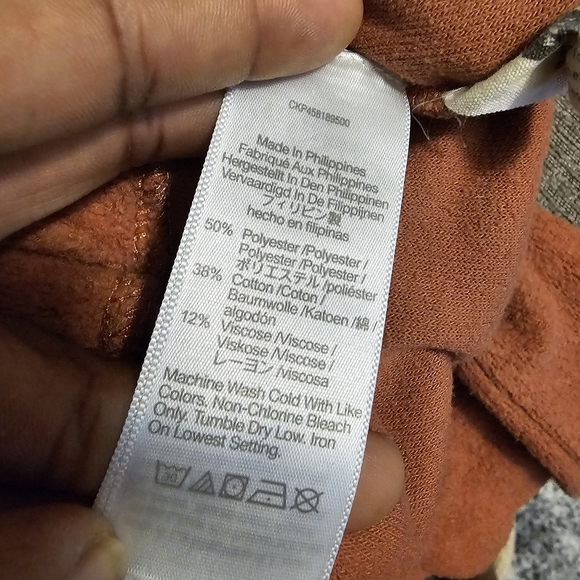 CKP458189500
Made In Philippines
Fabriqué Aux Philippines
Hergestellt In Den Philippinen
Vervaardigd In De Filippijnen
フィリピン製
hecho en filipinas
50% Polyester /Polyester /
Polyester /Polyester /
ポリエステル /poliéster
38% Cotton /Coton /
Baumwolle /Katoen /綿 /
algodón
12% Viscose /Viscose /
Viskose /Viscose /
レーヨン /viscosa
Machine Wash Cold With Like
Colors. Non-Chlorine Bleach
Only. Tumble Dry Low. Iron
On Lowest Setting.
30